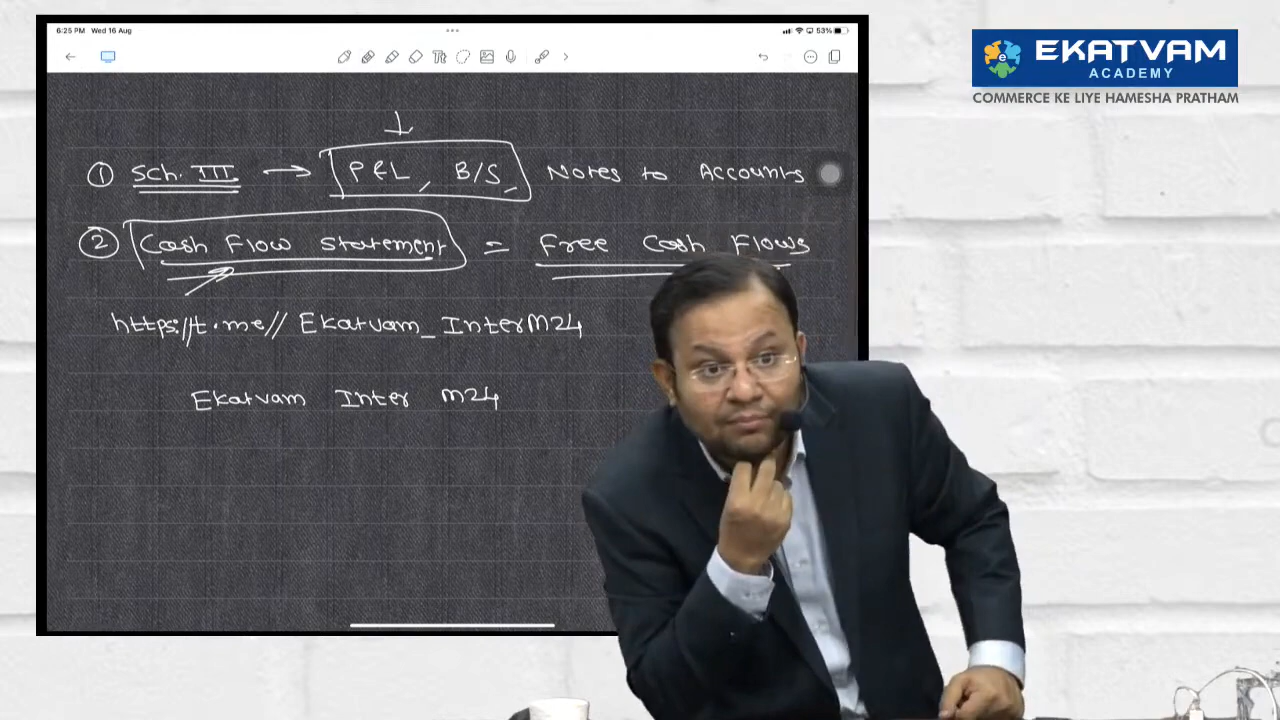 6:25 PM Wed 16 Aug
53%
EKATVAM
ACADEMY
COMMERCE KE LIYE HAMESHA PRATHAM
① Sch. III → P&L, B/S, Notes to Accounts
② Cash Flow Statement = Free Cash Flows
https://t.me// Ekatvam_InterM24
Ekatvam Inter M24